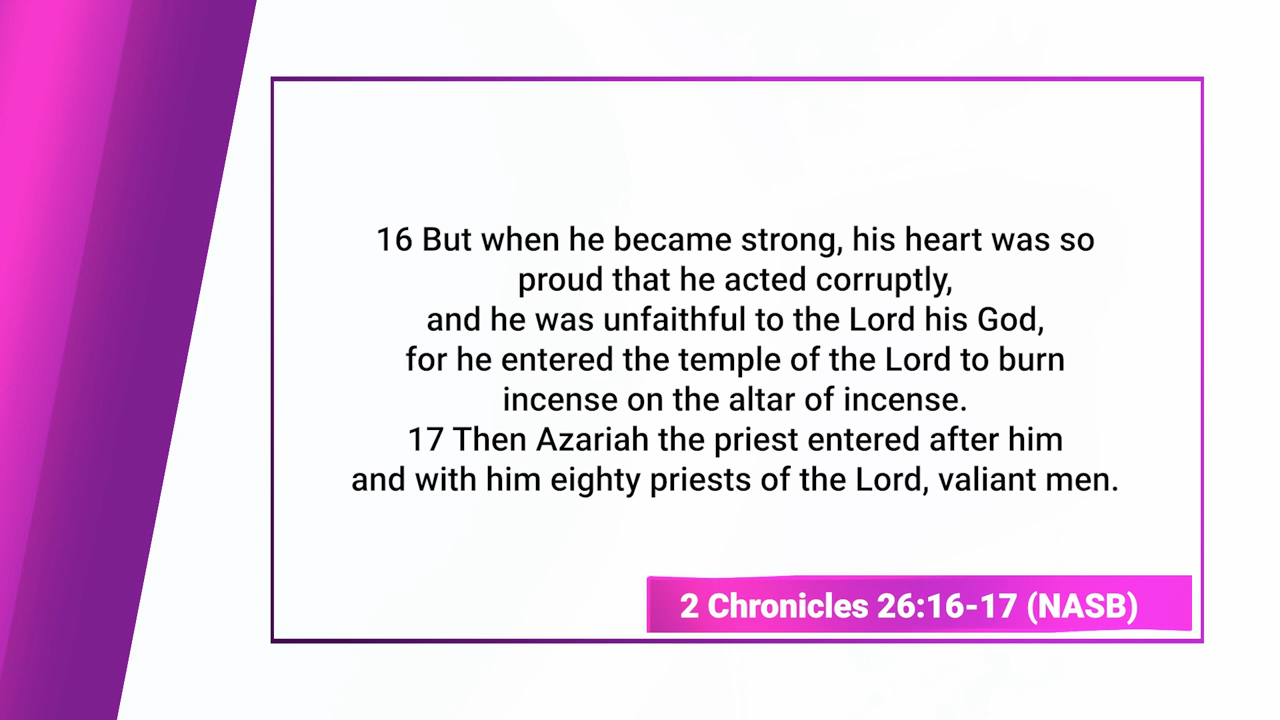 16 But when he became strong, his heart was so
proud that he acted corruptly,
and he was unfaithful to the Lord his God,
for he entered the temple of the Lord to burn
incense on the altar of incense.
17 Then Azariah the priest entered after him
and with him eighty priests of the Lord, valiant men.
2 Chronicles 26:16-17 (NASB)